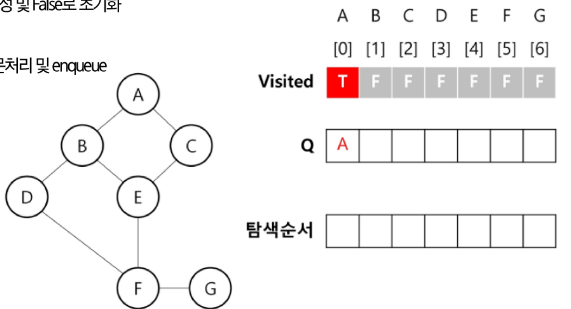 성 및 False로 초기화
문처리 및 enqueue
A B C D E F G
[0] [1] [2] [3] [4] [5] [6]
Visited T F F F F F F
Q A
탐색순서
A
B C
D E
F G